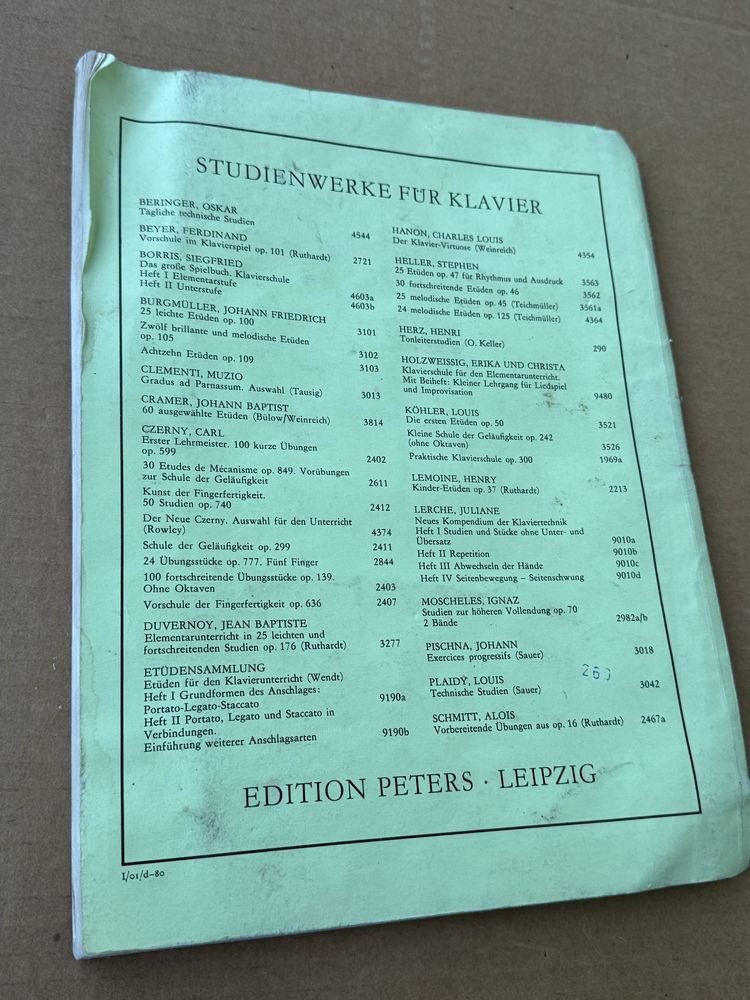 STUDIENWERKE FÜR KLAVIER
BERINGER, OSKAR
Tägliche technische Studien 4544
BEYER, FERDINAND
Vorschule im Klavierspiel op. 101 (Ruthardt) 2721
BORRIS, SIEGFRIED
Das große Spielbuch. Klavierschule
Heft I Elementarstufe 4603a
Heft II Unterstufe 4603b
BURGMÜLLER, JOHANN FRIEDRICH
25 leichte Etüden op. 100 3101
Zwölf brillante und melodische Etüden
op. 105 3102
Achtzehn Etüden op. 109 3103
CLEMENTI, MUZIO
Gradus ad Parnassum. Auswahl (Tausig) 3013
CRAMER, JOHANN BAPTIST
60 ausgewählte Etüden (Bülow/Weinreich) 3814
CZERNY, CARL
Erster Lehrmeister. 100 kurze Übungen
op. 599 2402
30 Etudes de Mécanisme op. 849. Vorübungen
zur Schule der Geläufigkeit 2611
Kunst der Fingerfertigkeit.
50 Studien op. 740 2412
Der Neue Czerny. Auswahl für den Unterricht
(Rowley) 4374
Schule der Geläufigkeit op. 299 2411
24 Übungsstücke op. 777. Fünf Finger 2844
100 fortschreitende Übungsstücke op. 139.
Ohne Oktaven 2403
Vorschule der Fingerfertigkeit op. 636 2407
DUVERNOY, JEAN BAPTISTE
Elementarunterricht in 25 leichten und
fortschreitenden Studien op. 176 (Ruthardt) 3277
ETÜDENSAMMLUNG
Etüden für den Klavierunterricht (Wendt)
Heft I Grundformen des Anschlages:
Portato-Legato-Staccato 9190a
Heft II Portato, Legato und Staccato in
Verbindungen.
Einführung weiterer Anschlagsarten 9190b
HANON, CHARLES LOUIS
Der Klavier-Virtuose (Weinreich) 4354
HELLER, STEPHEN
25 Etüden op. 47 für Rhythmus und Ausdruck 3563
30 fortschreitende Etüden op. 46 3562
25 melodische Etüden op. 45 (Teichmüller) 3561a
24 melodische Etüden op. 125 (Teichmüller) 4364
HERZ, HENRI
Tonleiterstudien (O. Keller) 290
HOLZWEISSIG, ERIKA UND CHRISTA
Klavierschule für den Elementarunterricht.
Mit Beiheft: Kleiner Lehrgang für Liedspiel
und Improvisation 9480
KÖHLER, LOUIS
Die ersten Etüden op. 50 3521
Kleine Schule der Geläufigkeit op. 242
(ohne Oktaven) 3526
Praktische Klavierschule op. 300 1969a
LEMOINE, HENRY
Kinder-Etüden op. 37 (Ruthardt) 2213
LERCHE, JULIANE
Neues Kompendium der Klaviertechnik
Heft I Studien und Stücke ohne Unter- und
Übersatz 9010a
Heft II Repetition 9010b
Heft III Abwechseln der Hände 9010c
Heft IV Seitenbewegung – Seitenschwung 9010d
MOSCHELES, IGNAZ
Studien zur höheren Vollendung op. 70
2 Bände 2982a/b
PISCHNA, JOHANN
Exercices progressifs (Sauer) 3018
PLAIDY, LOUIS
Technische Studien (Sauer) 3042
SCHMITT, ALOIS
Vorbereitende Übungen aus op. 16 (Ruthardt) 2467a
EDITION PETERS · LEIPZIG
I/01/d–80